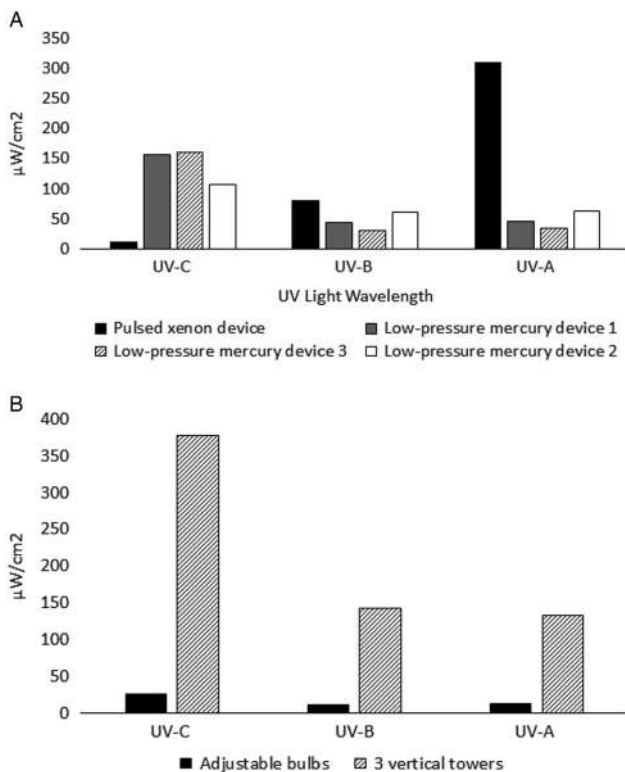 A
350
300
250
200
150
100
50
0
µW/cm2
UV-C UV-B UV-A
UV Light Wavelength
Pulsed xenon device Low-pressure mercury device 1
Low-pressure mercury device 3 Low-pressure mercury device 2
B
400
350
300
250
200
150
100
50
0
µW/cm2
UV-C UV-B UV-A
Adjustable bulbs 3 vertical towers